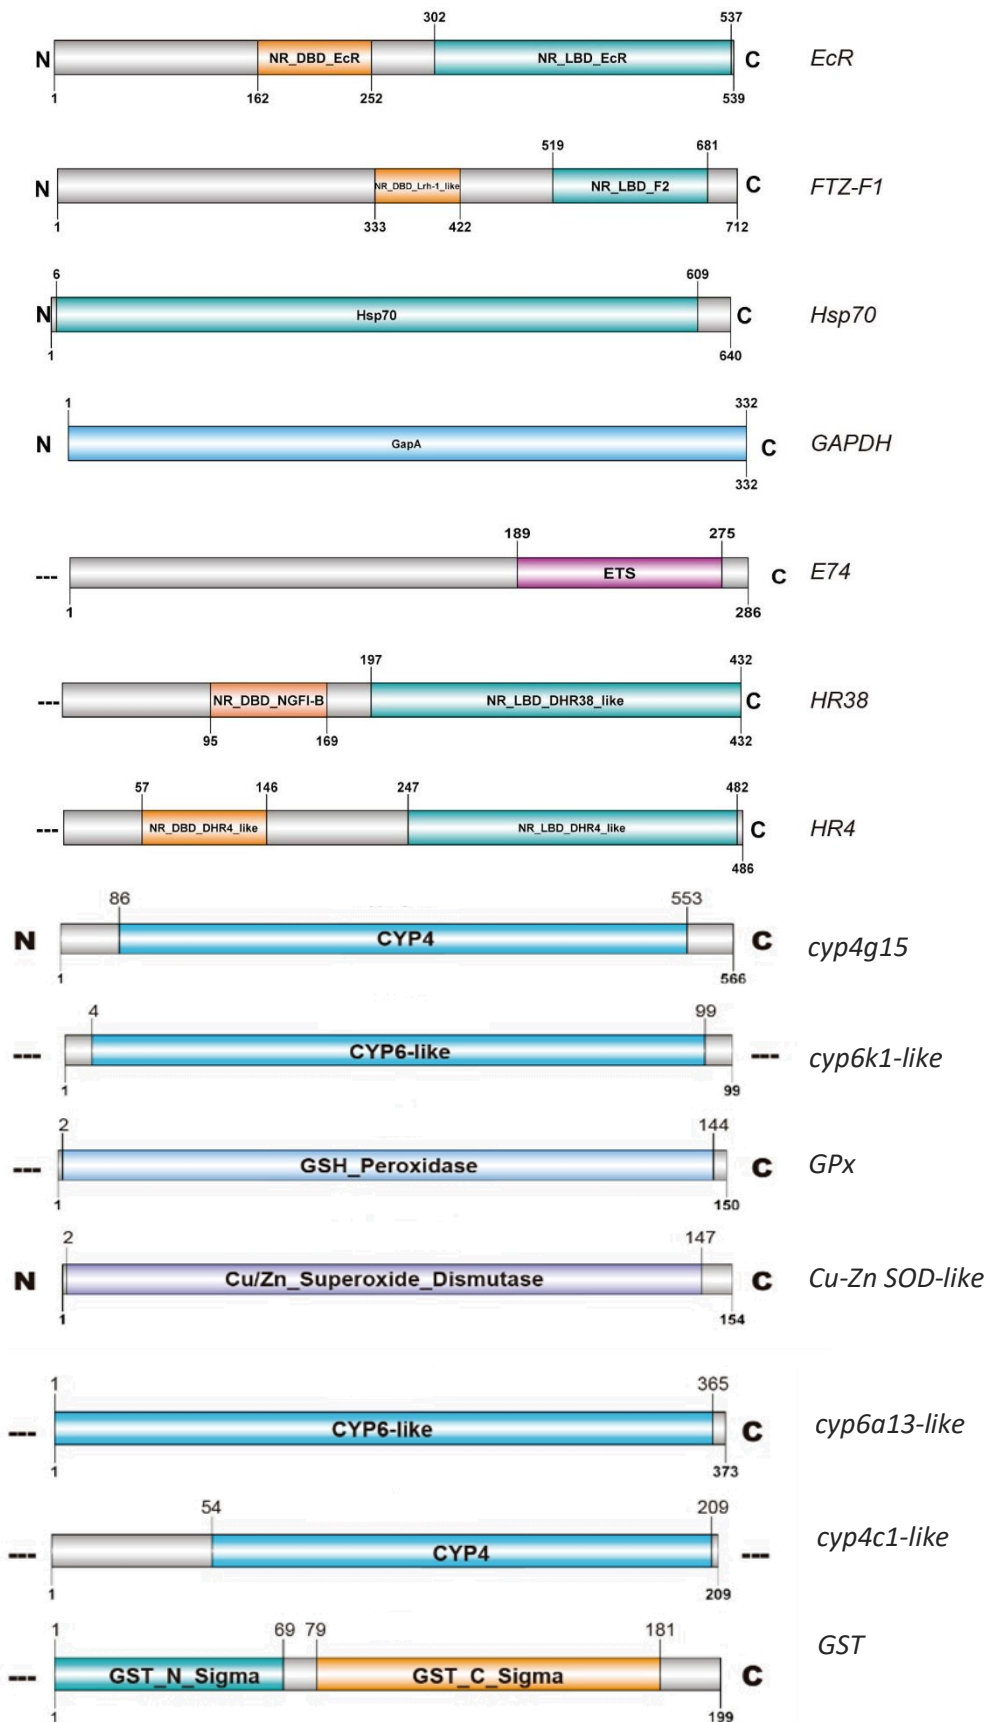 302 537
N NR_DBD_EcR NR_LBD_EcR C EcR
1 162 252 539
519 681
N NR_DBD_Lrh-1_like NR_LBD_F2 C FTZ-F1
1 333 422 712
6 609
N Hsp70 C Hsp70
1 640
1 332
N GapA C GAPDH
332
189 275
--- ETS C E74
1 286
197 432
--- NR_DBD_NGFI-B NR_LBD_DHR38_like C HR38
95 169 432
57 146 247 482
--- NR_DBD_DHR4_like NR_LBD_DHR4_like C HR4
486
86 553
N CYP4 C cyp4g15
1 566
4 99
--- CYP6-like --- cyp6k1-like
1 99
2 144
--- GSH_Peroxidase C GPx
1 150
2 147
N Cu/Zn_Superoxide_Dismutase C Cu-Zn SOD-like
1 154
1 365
--- CYP6-like C cyp6a13-like
1 373
54 209
--- CYP4 --- cyp4c1-like
1 209
1 69 79 181
--- GST_N_Sigma GST_C_Sigma C GST
1 199